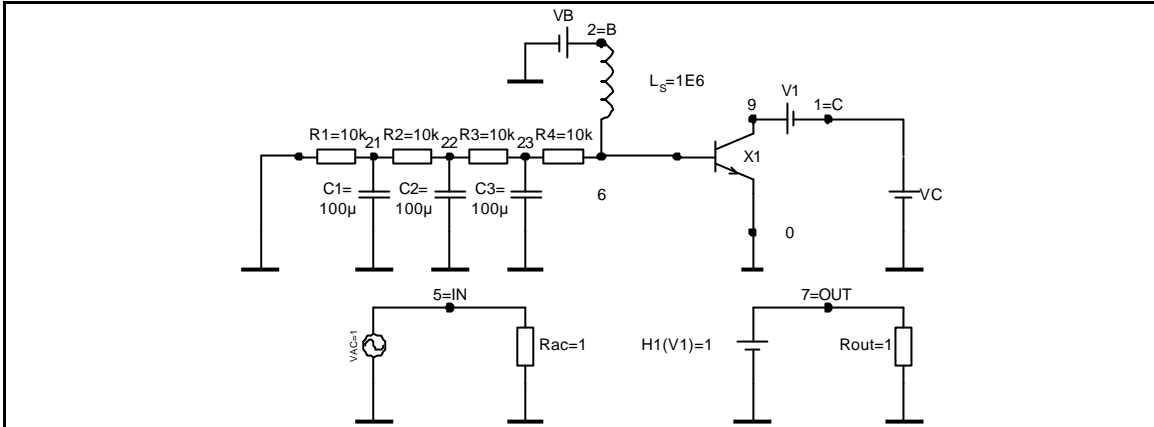 VB
2=B
L_S=1E6
V1
9
1=C
R1=10k
21
R2=10k
22
R3=10k
23
R4=10k
X1
C1=
100µ
C2=
100µ
C3=
100µ
6
VC
0
5=IN
7=OUT
VAC=1
Rac=1
H1(V1)=1
Rout=1